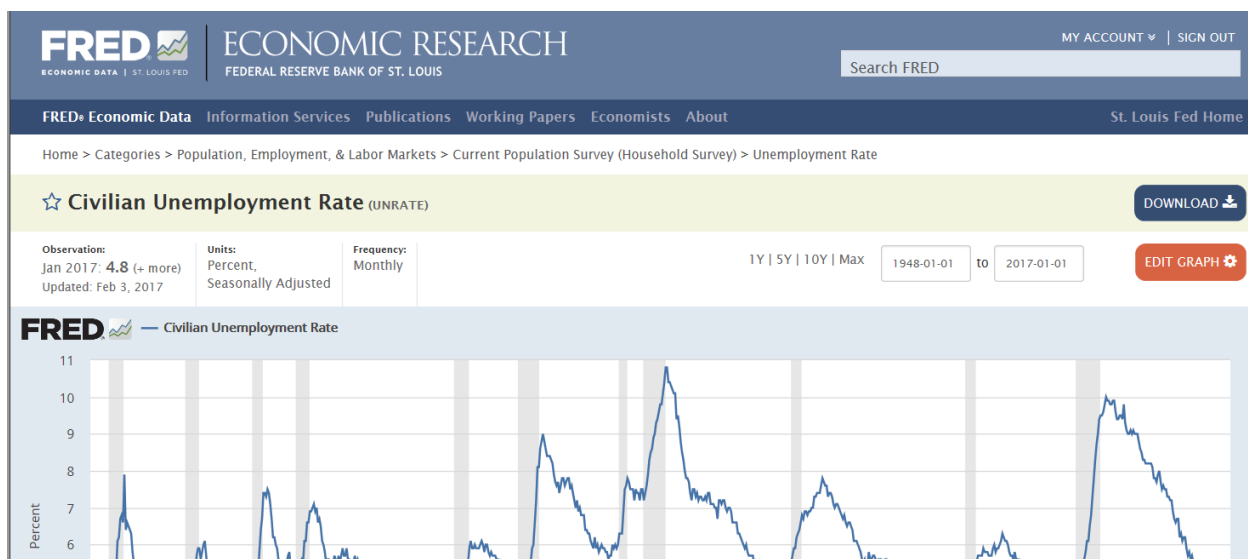 FRED® ECONOMIC RESEARCH
ECONOMIC DATA | ST. LOUIS FED
FEDERAL RESERVE BANK OF ST. LOUIS
MY ACCOUNT | SIGN OUT
Search FRED
FRED® Economic Data Information Services Publications Working Papers Economists About St. Louis Fed Home
Home > Categories > Population, Employment, & Labor Markets > Current Population Survey (Household Survey) > Unemployment Rate
Civilian Unemployment Rate (UNRATE)
DOWNLOAD
Observation:
Jan 2017: 4.8 (+ more)
Updated: Feb 3, 2017
Units:
Percent,
Seasonally Adjusted
Frequency:
Monthly
1Y | 5Y | 10Y | Max
1948-01-01 to 2017-01-01
EDIT GRAPH
FRED — Civilian Unemployment Rate
11
10
9
8
7
6
Percent